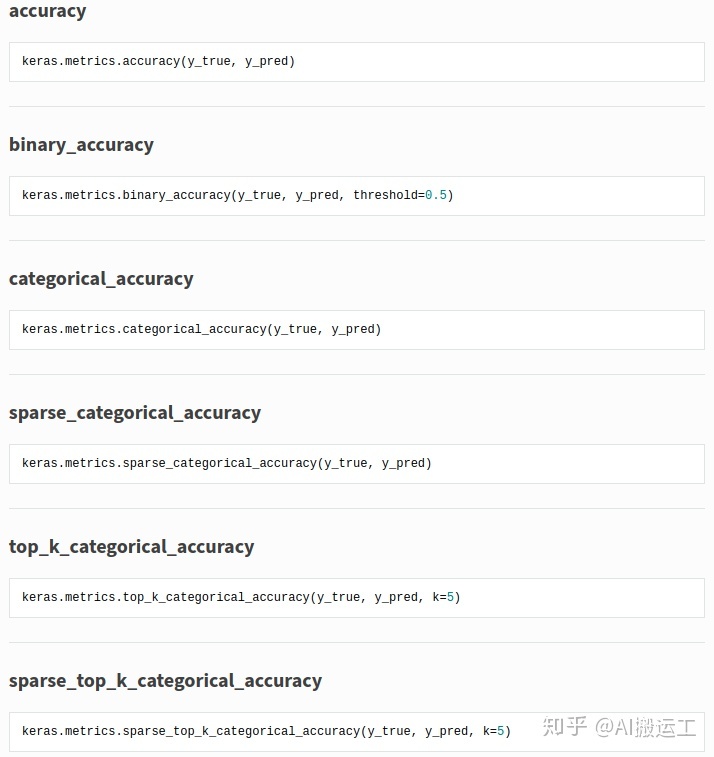 accuracy
keras.metrics.accuracy(y_true, y_pred)
binary_accuracy
keras.metrics.binary_accuracy(y_true, y_pred, threshold=0.5)
categorical_accuracy
keras.metrics.categorical_accuracy(y_true, y_pred)
sparse_categorical_accuracy
keras.metrics.sparse_categorical_accuracy(y_true, y_pred)
top_k_categorical_accuracy
keras.metrics.top_k_categorical_accuracy(y_true, y_pred, k=5)
sparse_top_k_categorical_accuracy
keras.metrics.sparse_top_k_categorical_accuracy(y_true, y_pred, k=5)
知乎 @AI搬运工